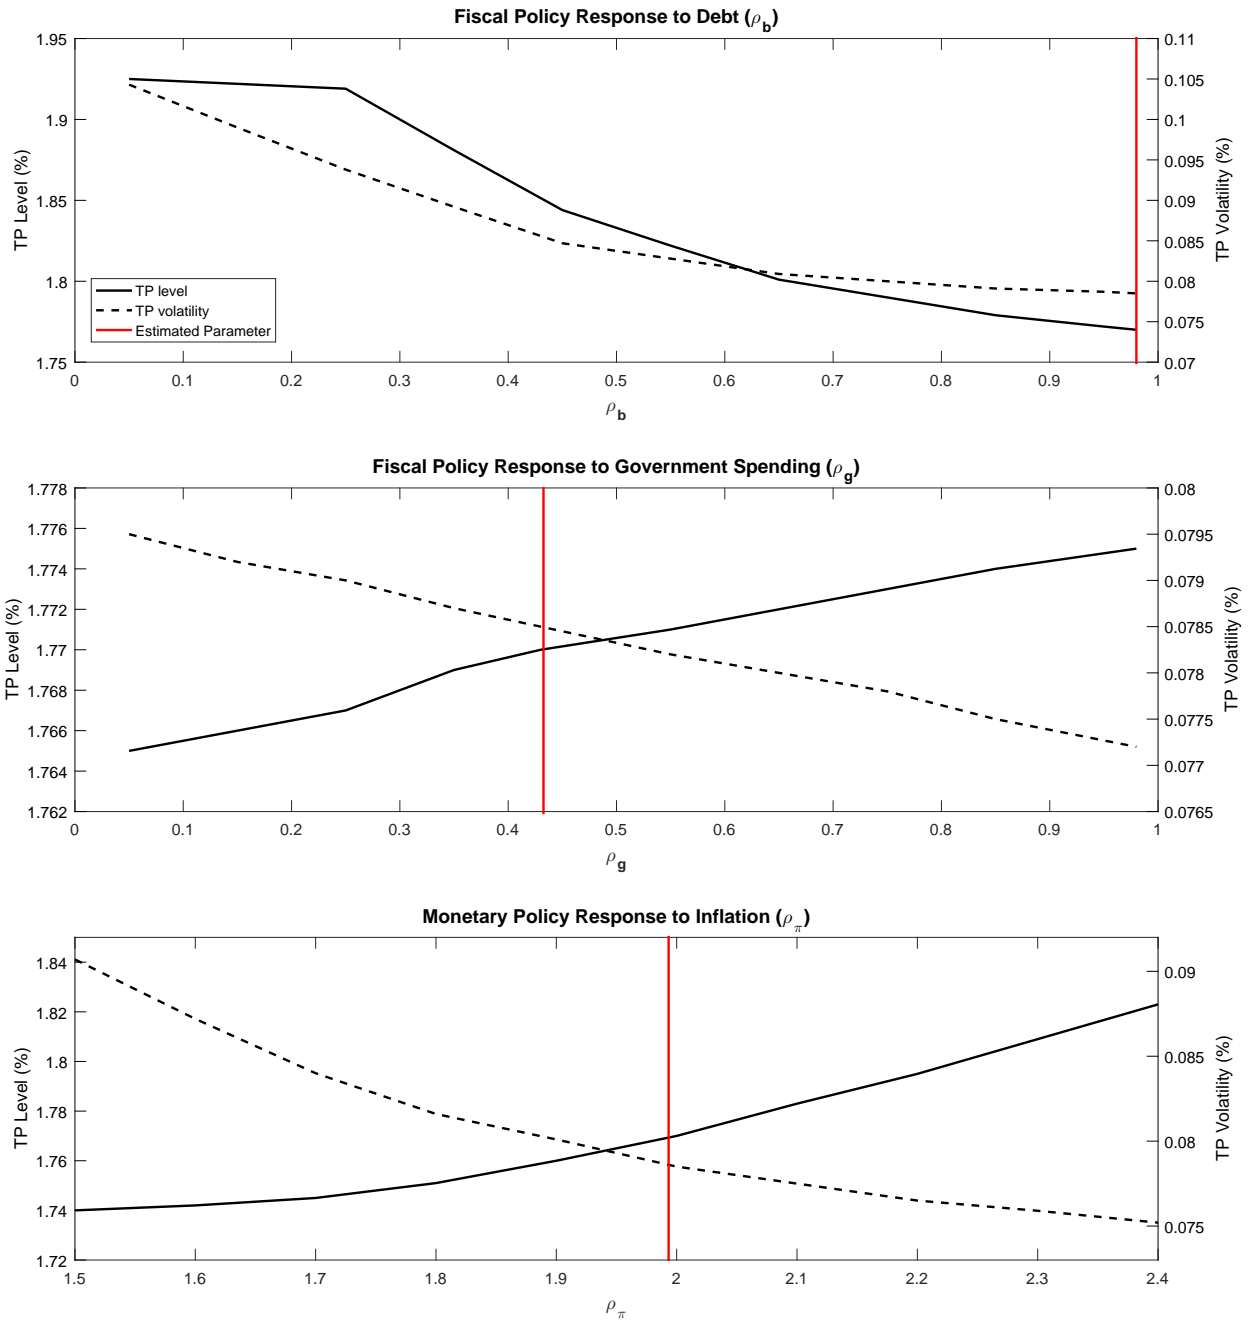 Fiscal Policy Response to Debt (ρb)
1.95
1.9
1.85
1.8
1.75
TP Level (%)
0.11
0.105
0.1
0.095
0.09
0.085
0.08
0.075
0.07
TP Volatility (%)
TP level
TP volatility
Estimated Parameter
0 0.1 0.2 0.3 0.4 0.5 0.6 0.7 0.8 0.9 1
ρb
Fiscal Policy Response to Government Spending (ρg)
1.778
1.776
1.774
1.772
1.77
1.768
1.766
1.764
1.762
TP Level (%)
0.08
0.0795
0.079
0.0785
0.078
0.0775
0.077
0.0765
TP Volatility (%)
0 0.1 0.2 0.3 0.4 0.5 0.6 0.7 0.8 0.9 1
ρg
Monetary Policy Response to Inflation (ρπ)
1.84
1.82
1.8
1.78
1.76
1.74
1.72
TP Level (%)
0.09
0.085
0.08
0.075
TP Volatility (%)
1.5 1.6 1.7 1.8 1.9 2 2.1 2.2 2.3 2.4
ρπ